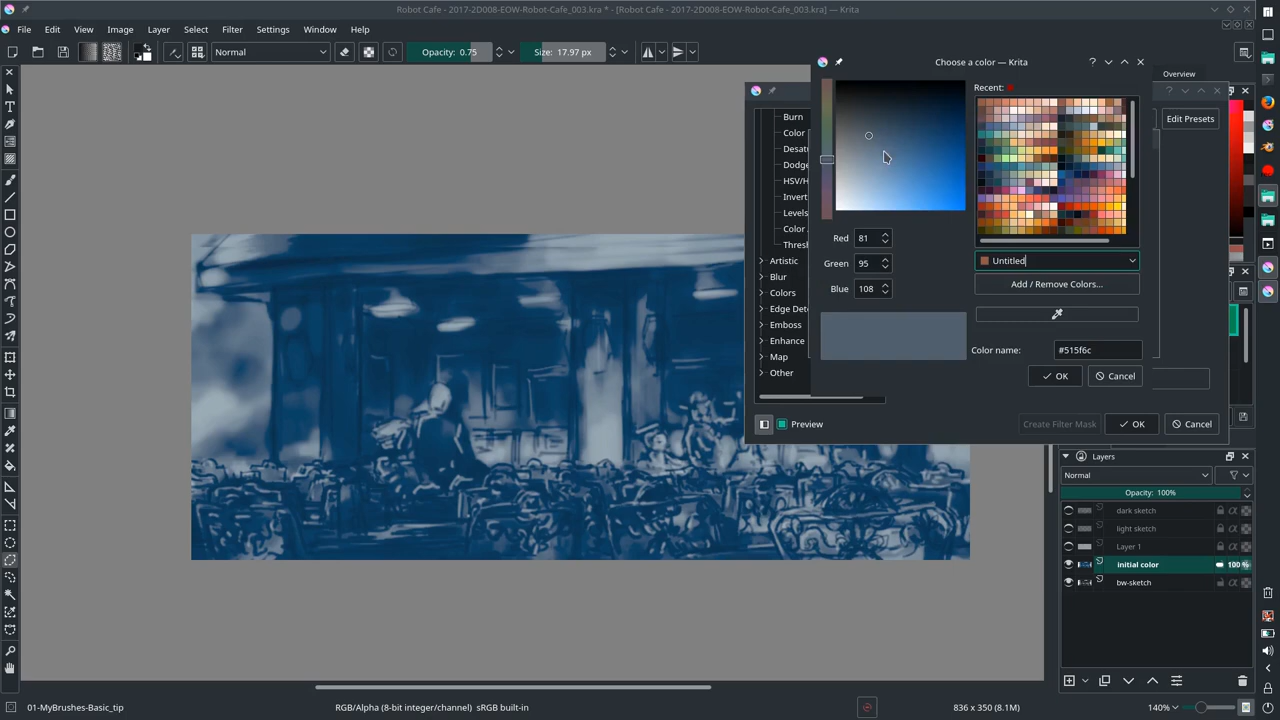 Robot Cafe - 2017-2D008-EOW-Robot-Cafe_003.kra * - [Robot Cafe - 2017-2D008-EOW-Robot-Cafe_003.kra] — Krita
File Edit View Image Layer Select Filter Settings Window Help
Normal
Opacity: 0.75
Size: 17.97 px
Choose a color — Krita
Overview
Recent:
Edit Presets
Burn
Color
Desatu
Dodge
HSV/H
Invert
Levels
Color
Thresh
Artistic
Blur
Colors
Edge Det
Emboss
Enhance
Map
Other
Red 81
Green 95
Blue 108
Untitled
Add / Remove Colors...
Color name: #515f6c
OK
Cancel
Preview
Create Filter Mask
OK
Cancel
Layers
Normal
Opacity: 100%
dark sketch
light sketch
Layer 1
initial color 100%
bw-sketch
01-MyBrushes-Basic_tip
RGB/Alpha (8-bit integer/channel) sRGB built-in
836 x 350 (8.1M)
140%